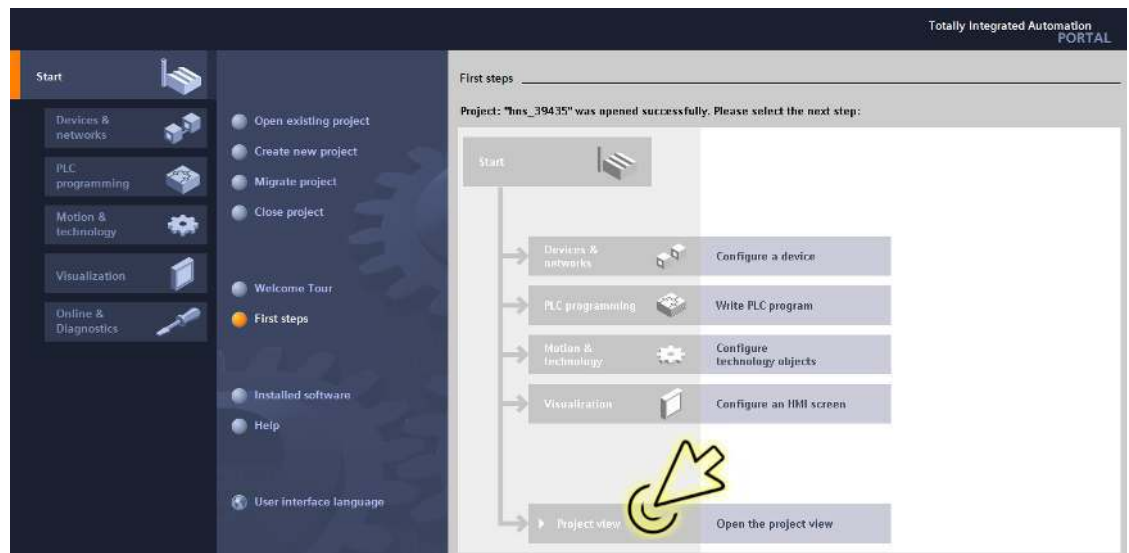 Totally Integrated Automation
PORTAL
Start
Devices &
networks
PLC
programming
Motion &
technology
Visualization
Online &
Diagnostics
Open existing project
Create new project
Migrate project
Close project
Welcome Tour
First steps
Installed software
Help
User interface language
First steps
Project: "hns_39435" was opened successfully. Please select the next step:
Start
Devices &
networks
Configure a device
PLC programming
Write PLC program
Motion &
technology
Configure
technology objects
Visualization
Configure an HMI screen
Project view
Open the project view